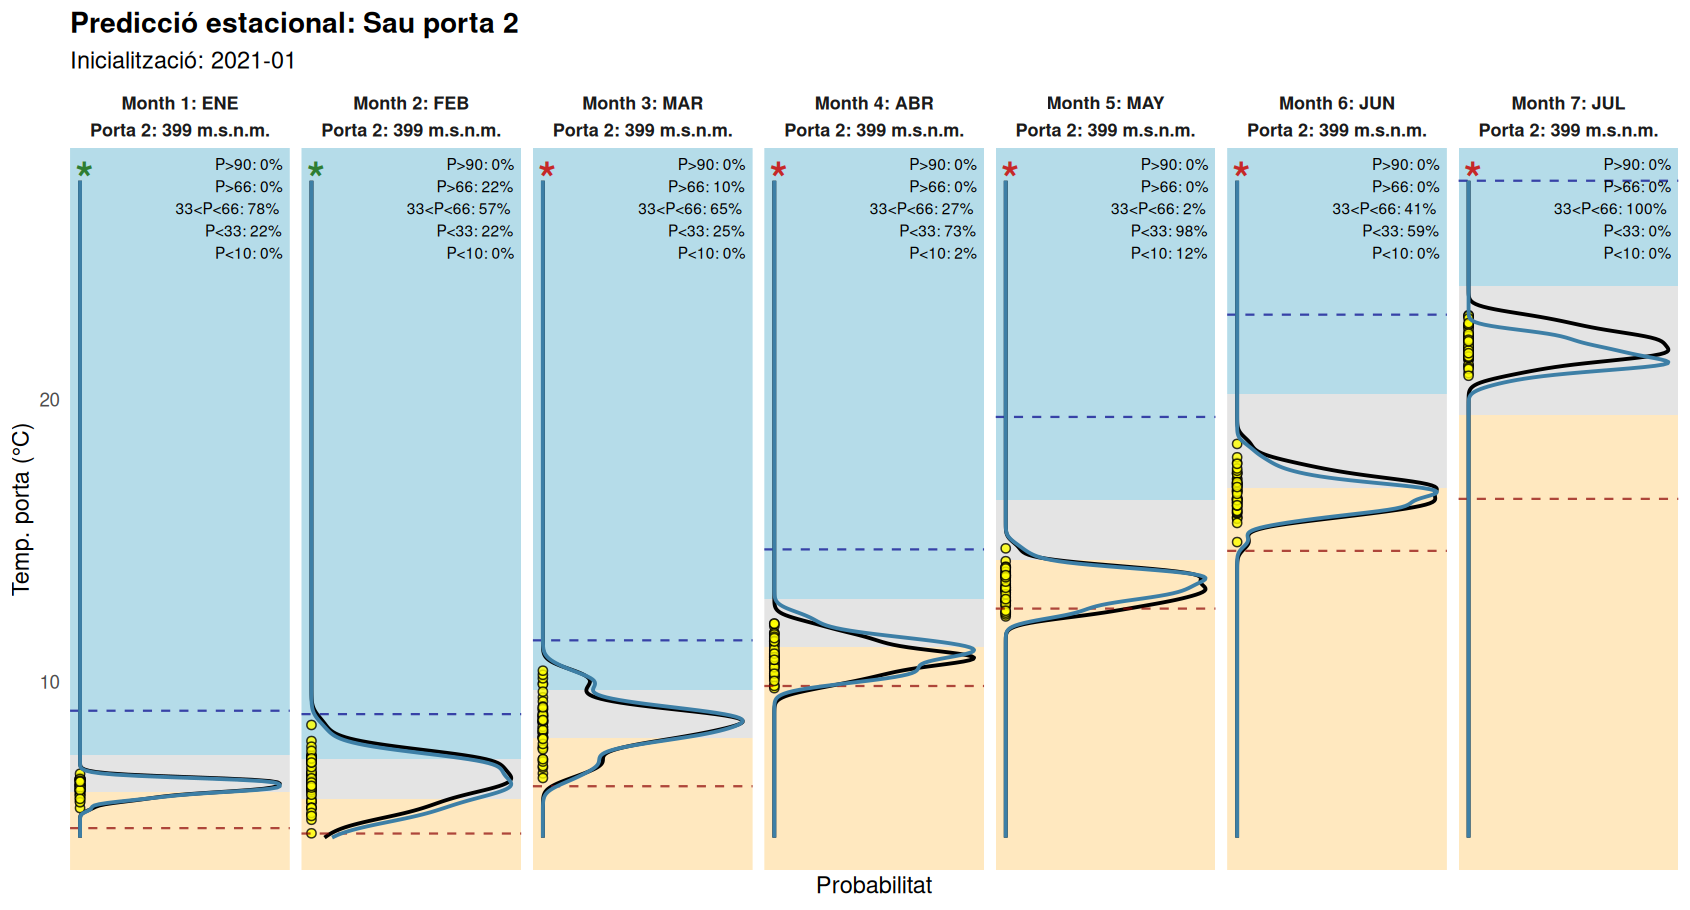 Predicció estacional: Sau porta 2
Inicialització: 2021-01
Month 1: ENE
Porta 2: 399 m.s.n.m.
Month 2: FEB
Porta 2: 399 m.s.n.m.
Month 3: MAR
Porta 2: 399 m.s.n.m.
Month 4: ABR
Porta 2: 399 m.s.n.m.
Month 5: MAY
Porta 2: 399 m.s.n.m.
Month 6: JUN
Porta 2: 399 m.s.n.m.
Month 7: JUL
Porta 2: 399 m.s.n.m.
*
P>90: 0%
P>66: 0%
33<P<66: 78%
P<33: 22%
P<10: 0%
*
P>90: 0%
P>66: 22%
33<P<66: 57%
P<33: 22%
P<10: 0%
*
P>90: 0%
P>66: 10%
33<P<66: 65%
P<33: 25%
P<10: 0%
*
P>90: 0%
P>66: 0%
33<P<66: 27%
P<33: 73%
P<10: 2%
*
P>90: 0%
P>66: 0%
33<P<66: 2%
P<33: 98%
P<10: 12%
*
P>90: 0%
P>66: 0%
33<P<66: 41%
P<33: 59%
P<10: 0%
*
P>90: 0%
P>66: 0%
33<P<66: 100%
P<33: 0%
P<10: 0%
Temp. porta (°C)
20
10
Probabilitat